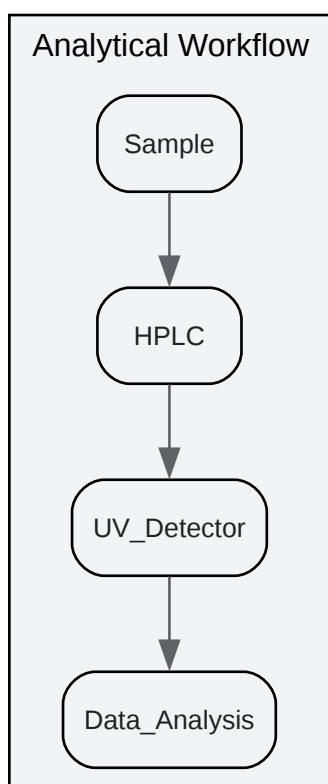 Analytical Workflow
Sample
HPLC
UV_Detector
Data_Analysis